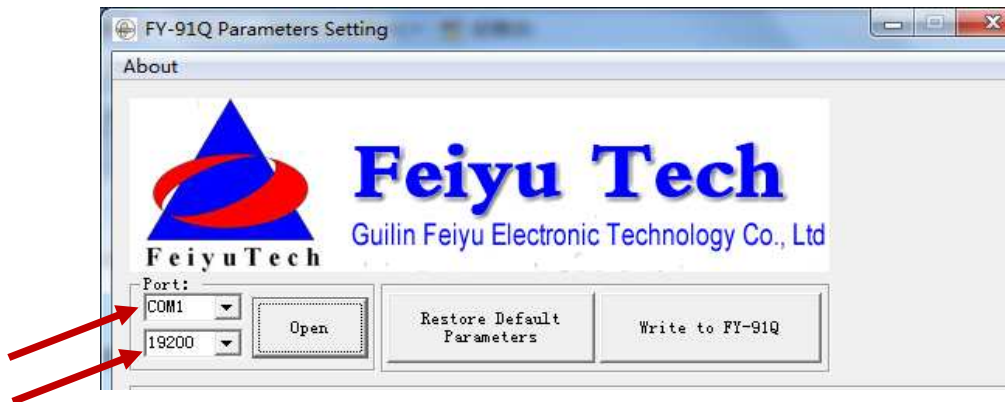 FY-91Q Parameters Setting
About
Feiyu Tech
Guilin Feiyu Electronic Technology Co., Ltd
FeiyuTech
Port:
COM1
19200
Open
Restore Default
Parameters
Write to FY-91Q